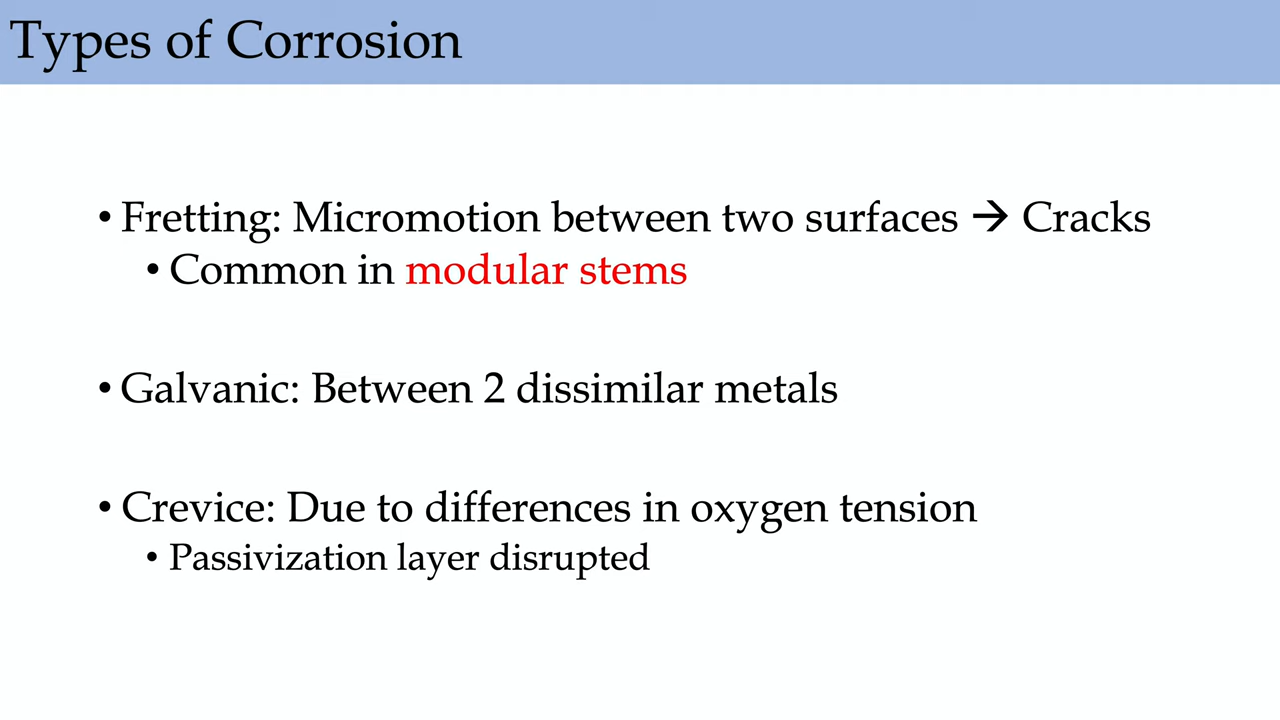 Types of Corrosion
• Fretting: Micromotion between two surfaces → Cracks
• Common in modular stems
• Galvanic: Between 2 dissimilar metals
• Crevice: Due to differences in oxygen tension
• Passivization layer disrupted